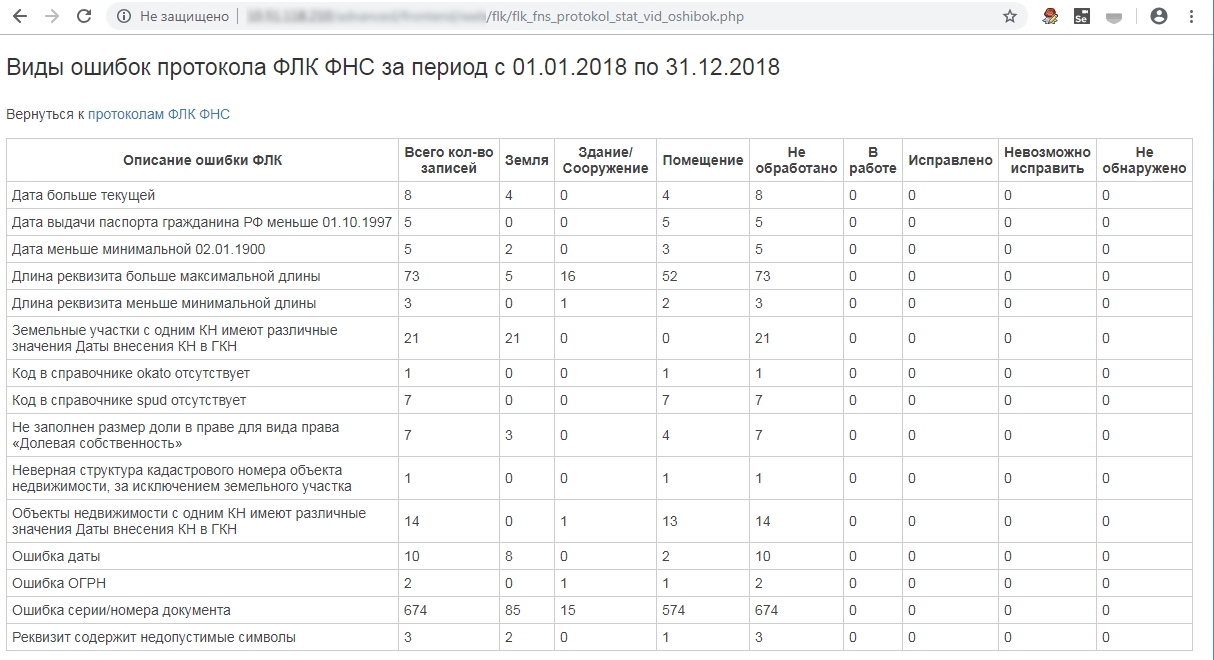 Не защищено /flk/flk_fns_protokol_stat_vid_oshibok.php
Se
Виды ошибок протокола ФЛК ФНС за период с 01.01.2018 по 31.12.2018
Вернуться к протоколам ФЛК ФНС
Описание ошибки ФЛК Всего кол-во записей Земля Здание/ Сооружение Помещение Не обработано В работе Исправлено Невозможно исправить Не обнаружено
Дата больше текущей 8 4 0 4 8 0 0 0 0
Дата выдачи паспорта гражданина РФ меньше 01.10.1997 5 0 0 5 5 0 0 0 0
Дата меньше минимальной 02.01.1900 5 2 0 3 5 0 0 0 0
Длина реквизита больше максимальной длины 73 5 16 52 73 0 0 0 0
Длина реквизита меньше минимальной длины 3 0 1 2 3 0 0 0 0
Земельные участки с одним КН имеют различные
значения Даты внесения КН в ГКН 21 21 0 0 21 0 0 0 0
Код в справочнике okato отсутствует 1 0 0 1 1 0 0 0 0
Код в справочнике spud отсутствует 7 0 0 7 7 0 0 0 0
Не заполнен размер доли в праве для вида права
«Долевая собственность» 7 3 0 4 7 0 0 0 0
Неверная структура кадастрового номера объекта
недвижимости, за исключением земельного участка 1 0 0 1 1 0 0 0 0
Объекты недвижимости с одним КН имеют различные
значения Даты внесения КН в ГКН 14 0 1 13 14 0 0 0 0
Ошибка даты 10 8 0 2 10 0 0 0 0
Ошибка ОГРН 2 0 1 1 2 0 0 0 0
Ошибка серии/номера документа 674 85 15 574 674 0 0 0 0
Реквизит содержит недопустимые символы 3 2 0 1 3 0 0 0 0